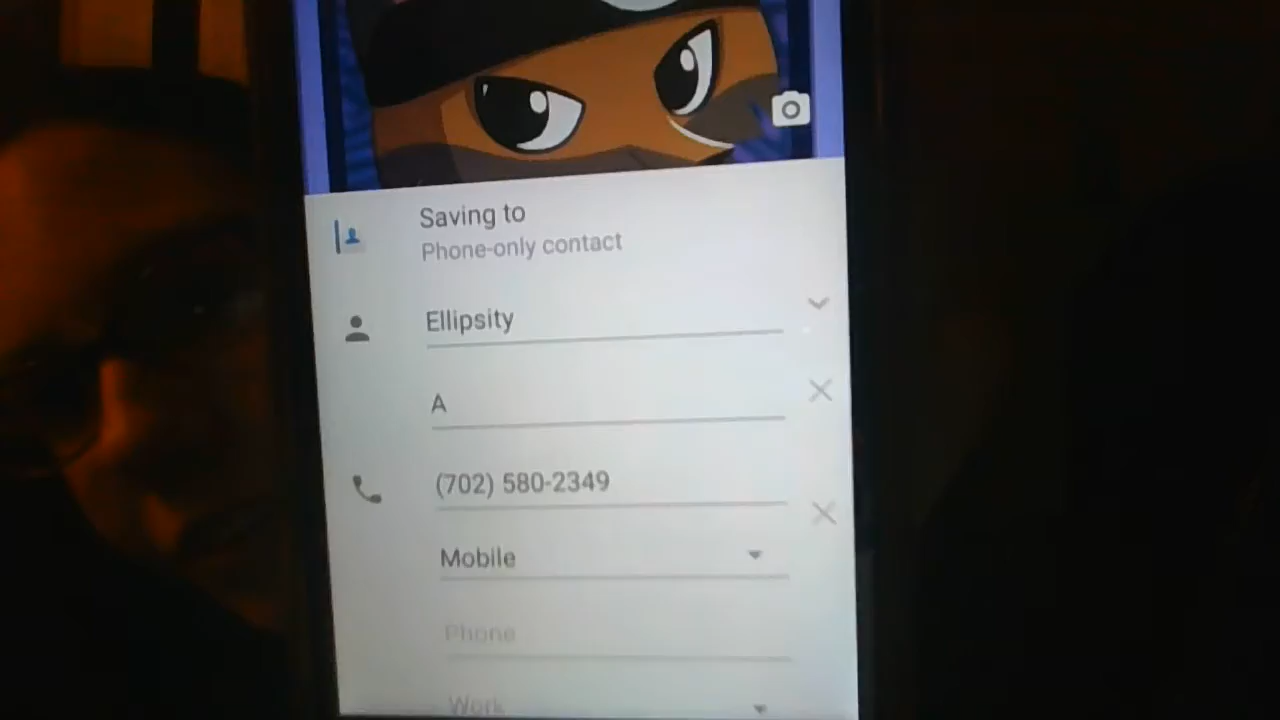 Saving to
Phone-only contact
Ellipsity
A
(702) 580-2349
Mobile
Phone
Work